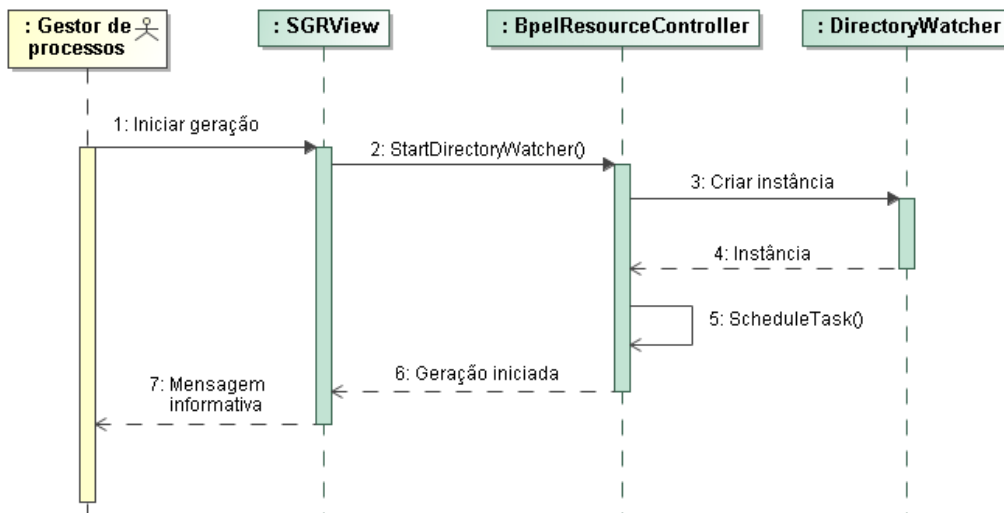 : Gestor de
processos
: SGRView
: BpelResourceController
: DirectoryWatcher
1: Iniciar geração
2: StartDirectoryWatcher()
3: Criar instância
4: Instância
5: ScheduleTask()
6: Geração iniciada
7: Mensagem
informativa